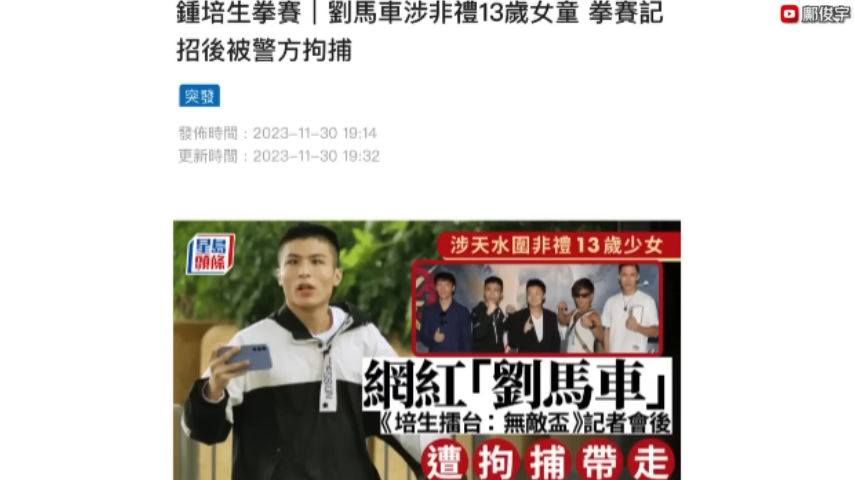 鄺俊宇
鍾培生拳賽｜劉馬車涉非禮13歲女童 拳賽記
招後被警方拘捕
突發
發佈時間：2023-11-30 19:14
更新時間：2023-11-30 19:32
星島
頭條
涉天水圍非禮13歲少女
網紅「劉馬車」
《培生擂台：無敵盃》記者會後
遭拘捕帶走